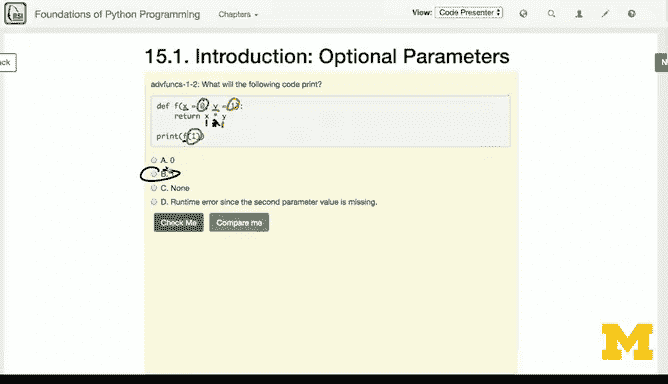 Foundations of Python Programming Chapters View: Code Presenter
15.1. Introduction: Optional Parameters
advfuncs-1-2: What will the following code print?
def f(x = 0, y = 1):
return x * y
print(f(1))
A. 0
B.
C. None
D. Runtime error since the second parameter value is missing.
Check Me Compare me
M